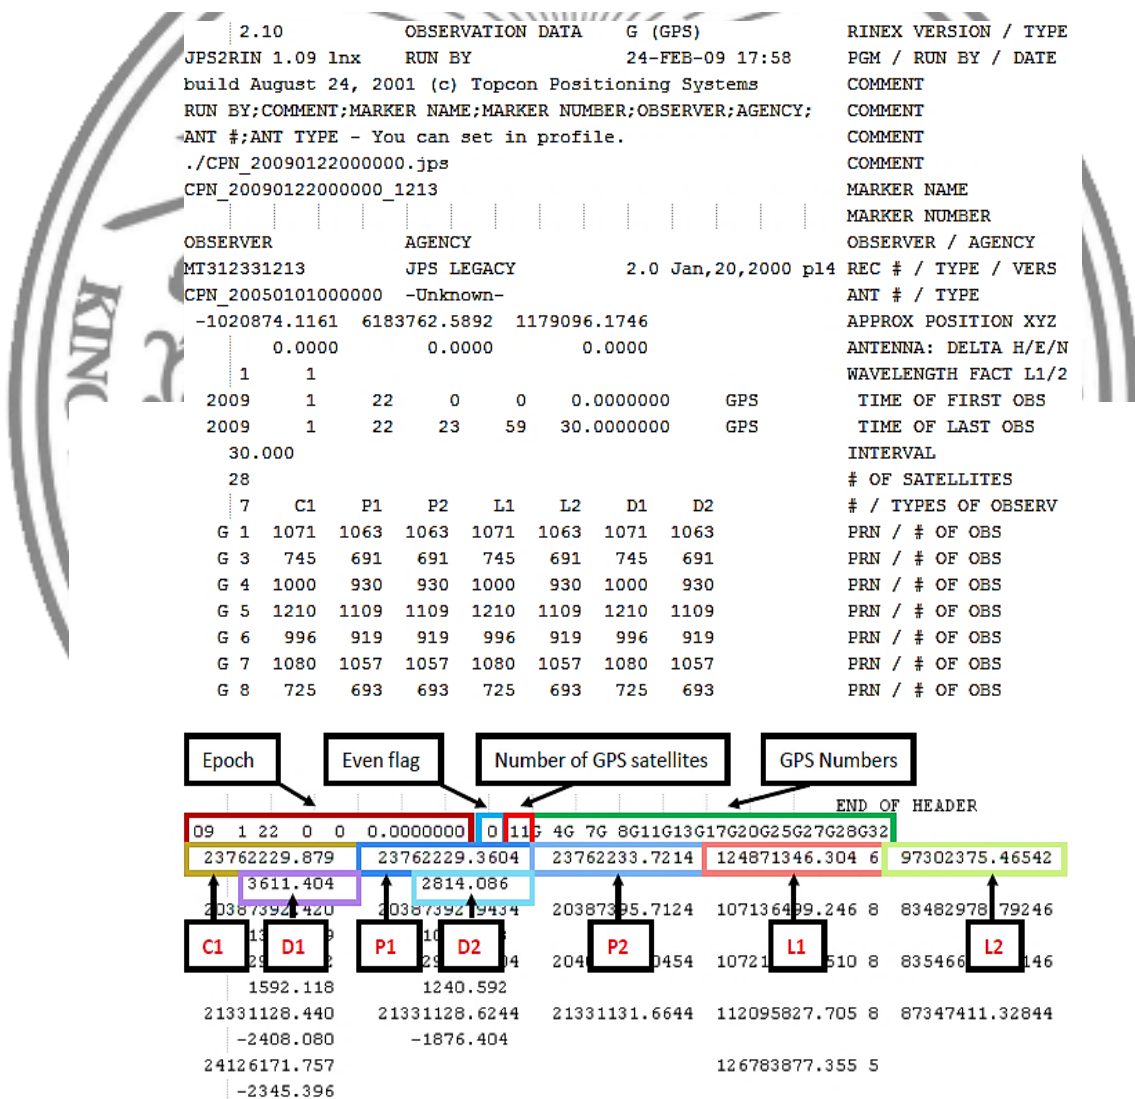 2.10 OBSERVATION DATA G (GPS) RINEX VERSION / TYPE
JPS2RIN 1.09 lnx RUN BY 24-FEB-09 17:58 PGM / RUN BY / DATE
build August 24, 2001 (c) Topcon Positioning Systems COMMENT
RUN BY;COMMENT;MARKER NAME;MARKER NUMBER;OBSERVER;AGENCY; COMMENT
ANT #;ANT TYPE - You can set in profile. COMMENT
./CPN_20090122000000.jps COMMENT
CPN_20090122000000_1213 MARKER NAME
MARKER NUMBER
OBSERVER AGENCY OBSERVER / AGENCY
MT312331213 JPS LEGACY 2.0 Jan,20,2000 p14 REC # / TYPE / VERS
CPN_20050101000000 -Unknown- ANT # / TYPE
-1020874.1161 6183762.5892 1179096.1746 APPROX POSITION XYZ
0.0000 0.0000 0.0000 ANTENNA: DELTA H/E/N
1 1 WAVELENGTH FACT L1/2
2009 1 22 0 0 0.0000000 GPS TIME OF FIRST OBS
2009 1 22 23 59 30.0000000 GPS TIME OF LAST OBS
30.000 INTERVAL
28 # OF SATELLITES
7 C1 P1 P2 L1 L2 D1 D2 # / TYPES OF OBSERV
G 1 1071 1063 1063 1071 1063 1071 1063 PRN / # OF OBS
G 3 745 691 691 745 691 745 691 PRN / # OF OBS
G 4 1000 930 930 1000 930 1000 930 PRN / # OF OBS
G 5 1210 1109 1109 1210 1109 1210 1109 PRN / # OF OBS
G 6 996 919 919 996 919 996 919 PRN / # OF OBS
G 7 1080 1057 1057 1080 1057 1080 1057 PRN / # OF OBS
G 8 725 693 693 725 693 725 693 PRN / # OF OBS
KING
Epoch Even flag Number of GPS satellites GPS Numbers
END OF HEADER
09 1 22 0 0 0.0000000 0 11G 4G 7G 8G11G13G17G20G25G27G28G32
23762229.879 23762229.3604 23762233.7214 124871346.304 6 97302375.46542
3611.404 2814.086
20387395.7124 107136499.246 8
C1 D1 P1 D2 P2 L1 L2
1592.118 1240.592
21331128.440 21331128.6244 21331131.6644 112095827.705 8 87347411.32844
-2408.080 -1876.404
24126171.757 126783877.355 5
-2345.396